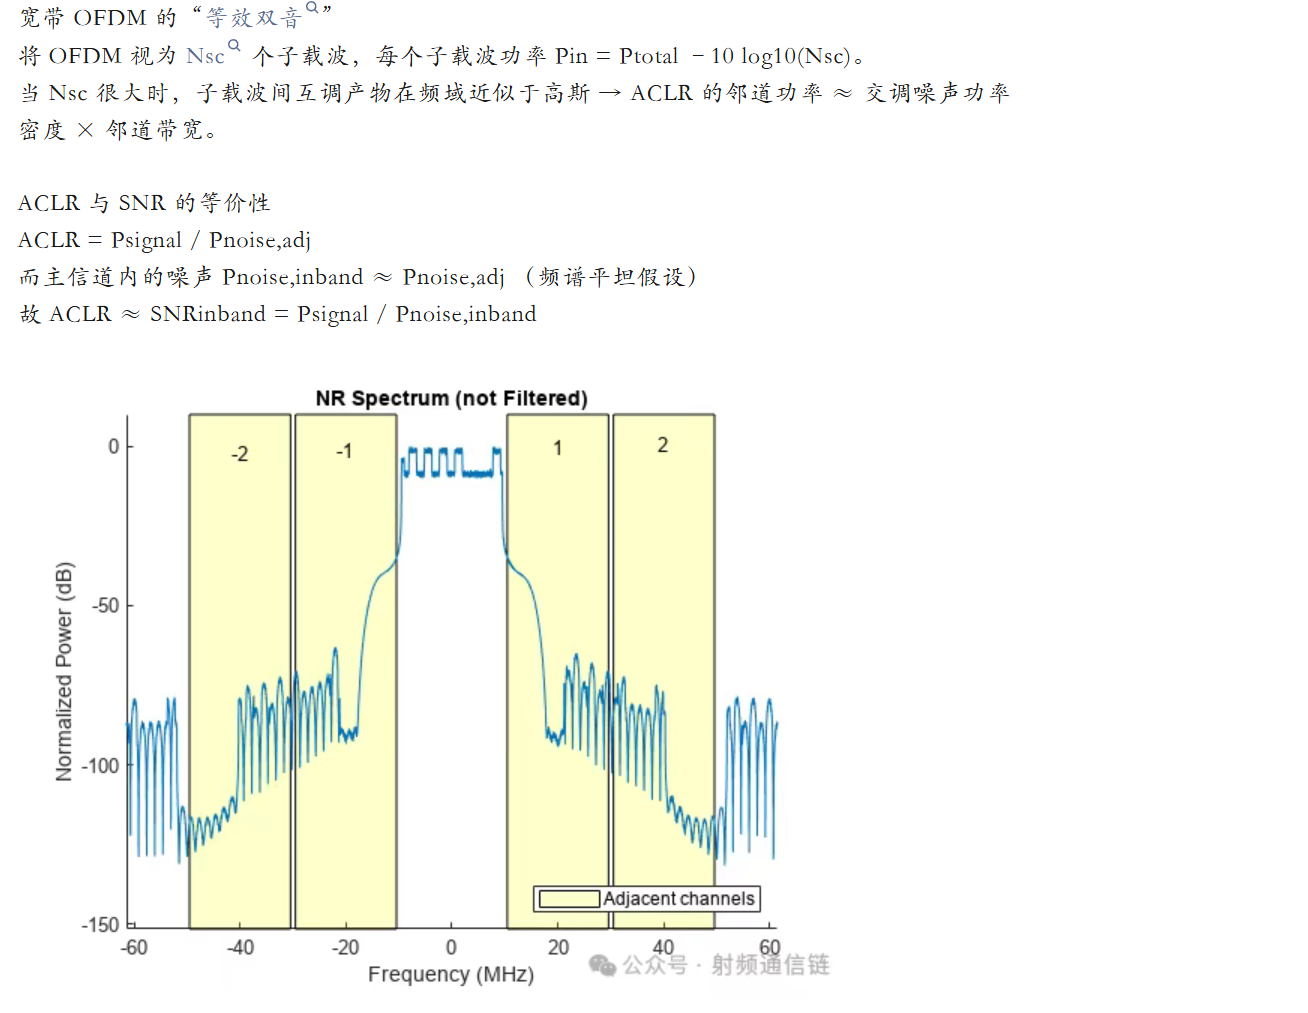 宽带 OFDM 的“等效双音”
将 OFDM 视为 Nsc 个子载波，每个子载波功率 Pin = Ptotal －10 log10(Nsc)。
当 Nsc 很大时，子载波间互调产物在频域近似于高斯 → ACLR 的邻道功率 ≈ 交调噪声功率
密度 × 邻道带宽。
ACLR 与 SNR 的等价性
ACLR = Psignal / Pnoise,adj
而主信道内的噪声 Pnoise,inband ≈ Pnoise,adj （频谱平坦假设）
故 ACLR ≈ SNRinband = Psignal / Pnoise,inband
NR Spectrum (not Filtered)
-2
-1
1
2
0
-50
-100
-150
Normalized Power (dB)
Adjacent channels
-60
-40
-20
0
20
40
60
Frequency (MHz)
公众号 · 射频通信链